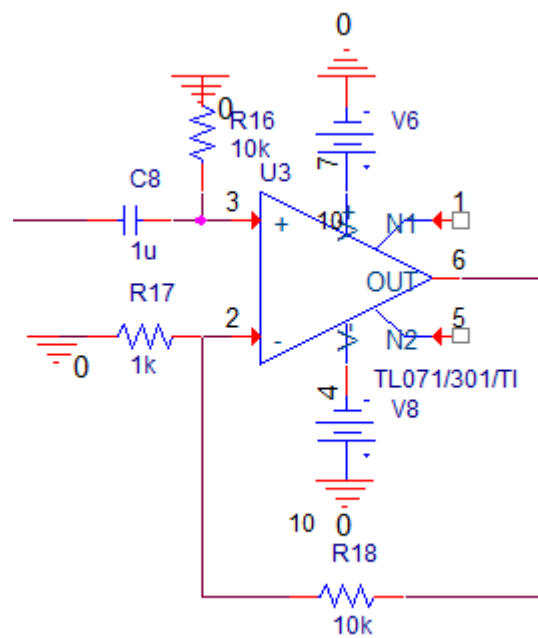 0
0
R16
10k
V6
7
U3
C8
1u
3
+
10
V+
N1
1
OUT
6
R17
1k
0
2
-
V-
N2
5
TL071/301/TI
4
V8
10
0
R18
10k